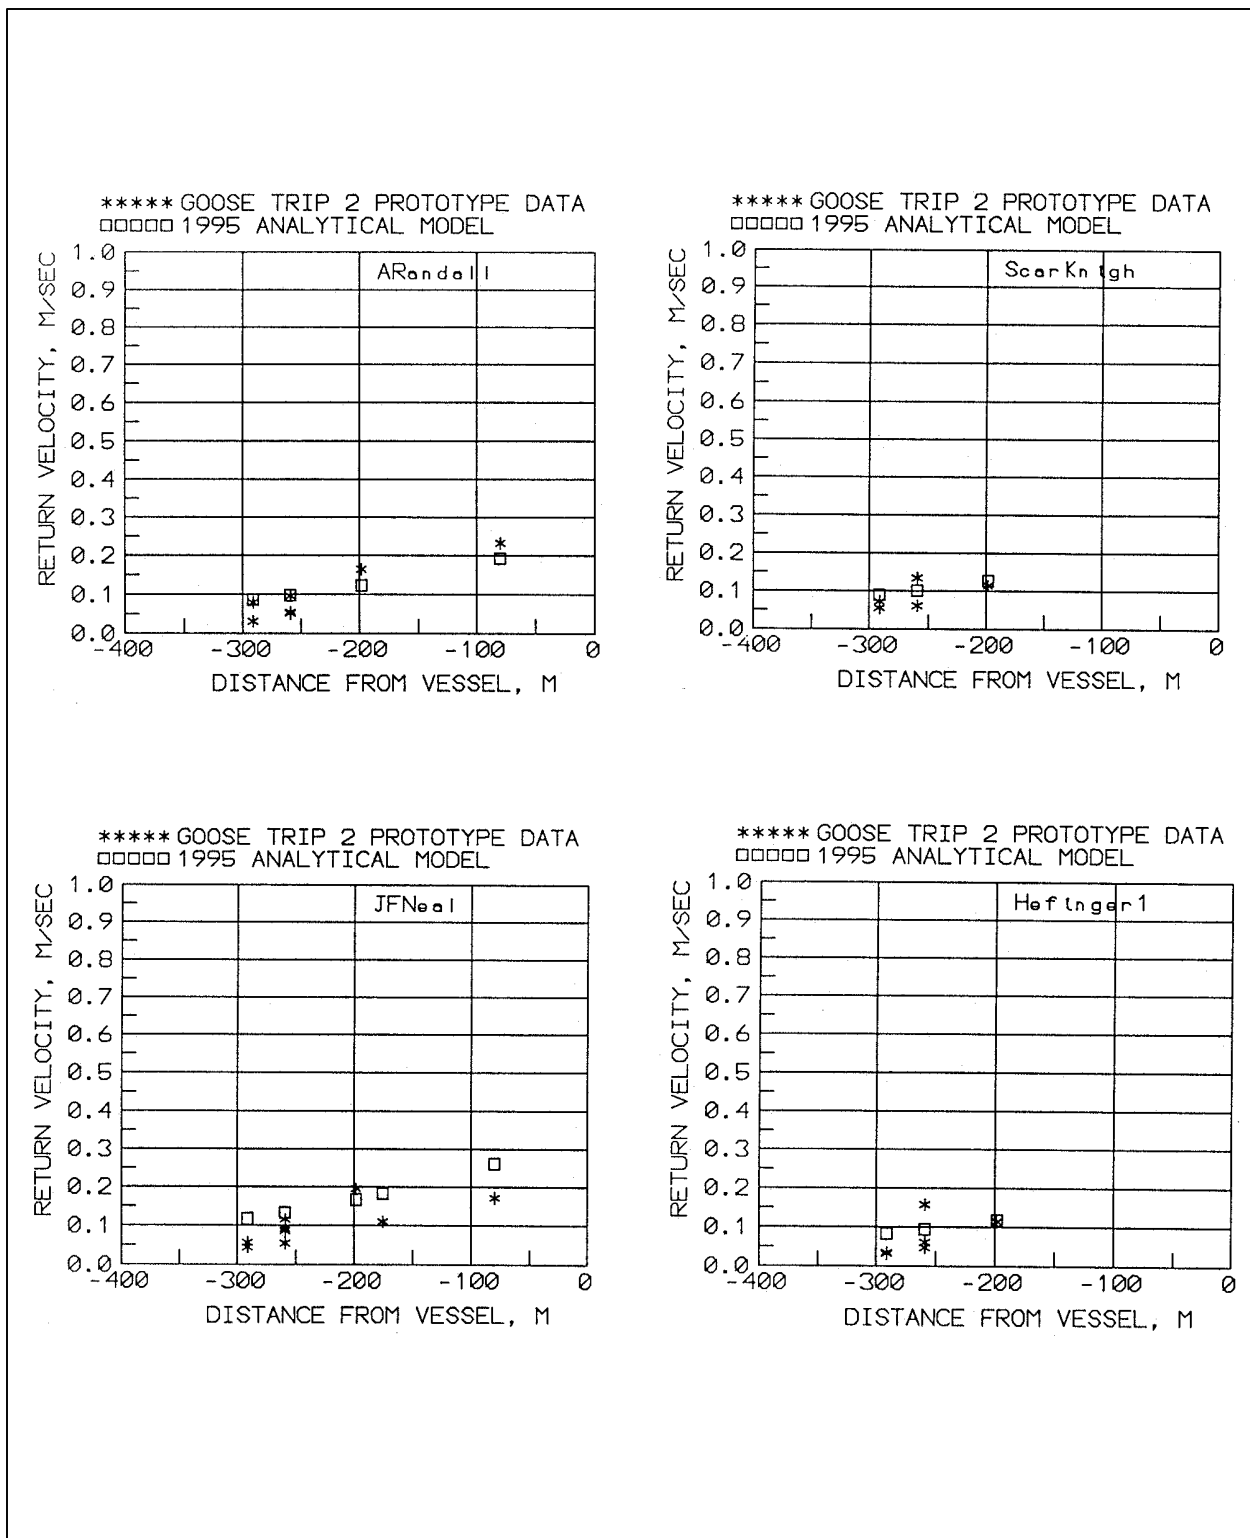 ***** GOOSE TRIP 2 PROTOTYPE DATA
□□□□□ 1995 ANALYTICAL MODEL
ARandall
RETURN VELOCITY, M/SEC
1.0
0.9
0.8
0.7
0.6
0.5
0.4
0.3
0.2
0.1
0.0
-400 -300 -200 -100 0
DISTANCE FROM VESSEL, M
***** GOOSE TRIP 2 PROTOTYPE DATA
□□□□□ 1995 ANALYTICAL MODEL
ScarKnigh
RETURN VELOCITY, M/SEC
1.0
0.9
0.8
0.7
0.6
0.5
0.4
0.3
0.2
0.1
0.0
-400 -300 -200 -100 0
DISTANCE FROM VESSEL, M
***** GOOSE TRIP 2 PROTOTYPE DATA
□□□□□ 1995 ANALYTICAL MODEL
JFNeal
RETURN VELOCITY, M/SEC
1.0
0.9
0.8
0.7
0.6
0.5
0.4
0.3
0.2
0.1
0.0
-400 -300 -200 -100 0
DISTANCE FROM VESSEL, M
***** GOOSE TRIP 2 PROTOTYPE DATA
□□□□□ 1995 ANALYTICAL MODEL
Hefinger1
RETURN VELOCITY, M/SEC
1.0
0.9
0.8
0.7
0.6
0.5
0.4
0.3
0.2
0.1
0.0
-400 -300 -200 -100 0
DISTANCE FROM VESSEL, M